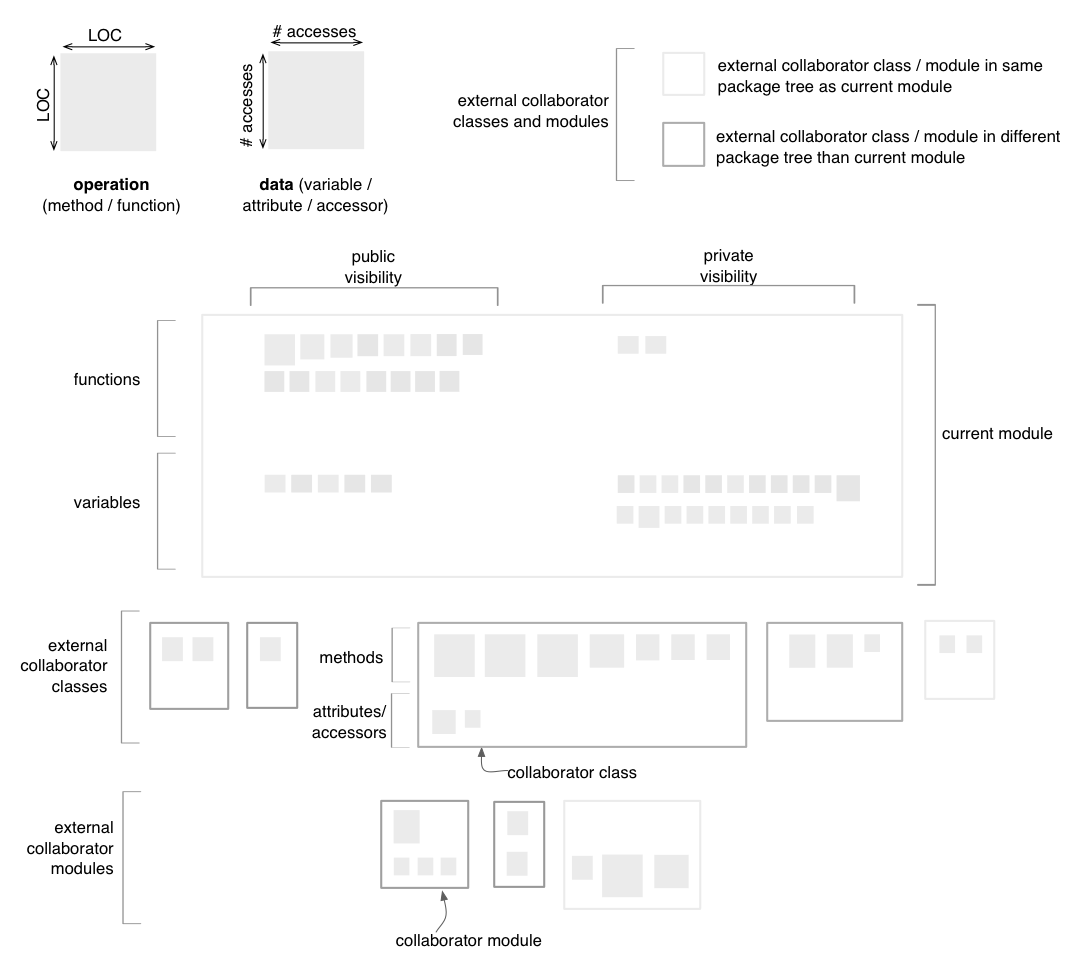 LOC
LOC
operation
(method / function)
# accesses
# accesses
data (variable /
attribute / accessor)
external collaborator
classes and modules
external collaborator class / module in same
package tree as current module
external collaborator class / module in different
package tree than current module
public
visibility
private
visibility
functions
variables
current module
external
collaborator
classes
methods
attributes/
accessors
collaborator class
external
collaborator
modules
collaborator module